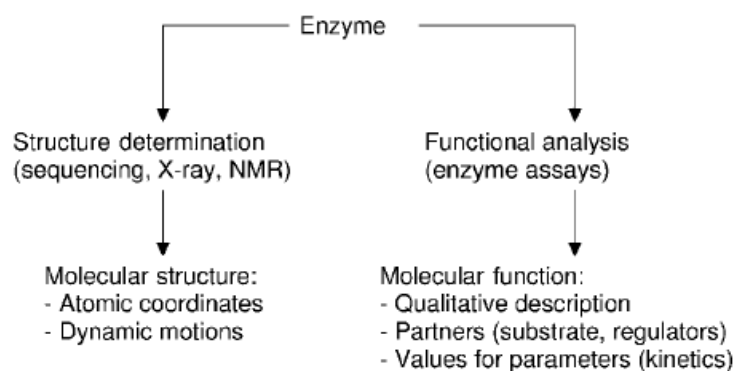 Enzyme
Structure determination
(sequencing, X-ray, NMR)
Functional analysis
(enzyme assays)
Molecular structure:
- Atomic coordinates
- Dynamic motions
Molecular function:
- Qualitative description
- Partners (substrate, regulators)
- Values for parameters (kinetics)